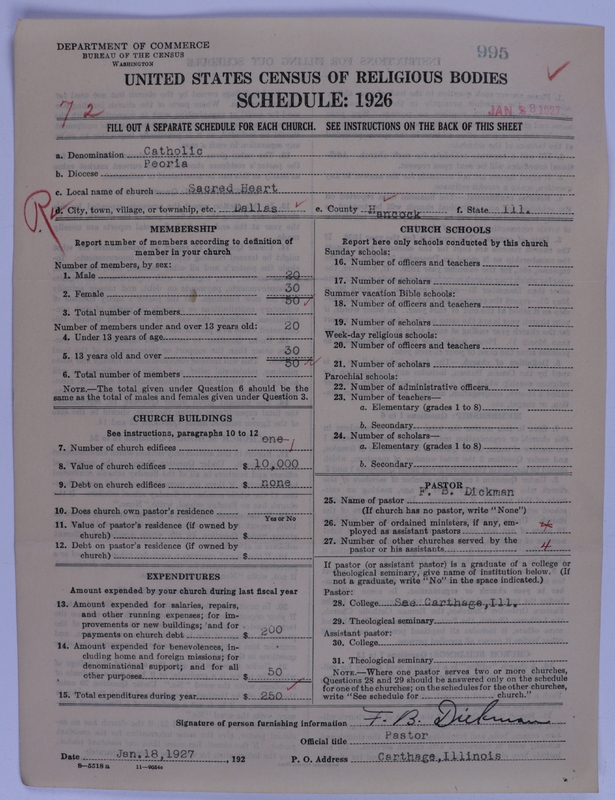 DEPARTMENT OF COMMERCE
BUREAU OF THE CENSUS
WASHINGTON
995
UNITED STATES CENSUS OF RELIGIOUS BODIES
SCHEDULE: 1926
72
JAN 28 1927
FILL OUT A SEPARATE SCHEDULE FOR EACH CHURCH. SEE INSTRUCTIONS ON THE BACK OF THIS SHEET
a. Denomination Catholic
b. Diocese Peoria
c. Local name of church Sacred Heart
R
d. City, town, village, or township, etc. Dallas e. County Hancock f. State Ill.
MEMBERSHIP
Report number of members according to definition of member in your church
Number of members, by sex:
1. Male 20
2. Female 30
3. Total number of members 50
Number of members under and over 13 years old:
4. Under 13 years of age 20
5. 13 years old and over 30
6. Total number of members 50
NOTE.—The total given under Question 6 should be the
same as the total of males and females given under Question 3.
CHURCH BUILDINGS
See instructions, paragraphs 10 to 12
7. Number of church edifices one 1
8. Value of church edifices $ 10,000
9. Debt on church edifices $ none
10. Does church own pastor's residence
Yes or No
11. Value of pastor's residence (if owned by
church) $
12. Debt on pastor's residence (if owned by
church) $
EXPENDITURES
Amount expended by your church during last fiscal year
13. Amount expended for salaries, repairs,
and other running expenses; for im-
provements or new buildings; and for
payments on church debt $ 200
14. Amount expended for benevolences, in-
cluding home and foreign missions; for
denominational support; and for all
other purposes $ 50
15. Total expenditures during year $ 250
CHURCH SCHOOLS
Report here only schools conducted by this church
Sunday schools:
16. Number of officers and teachers
17. Number of scholars
Summer vacation Bible schools:
18. Number of officers and teachers
19. Number of scholars
Week-day religious schools:
20. Number of officers and teachers
21. Number of scholars
Parochial schools:
22. Number of administrative officers
23. Number of teachers—
a. Elementary (grades 1 to 8)
b. Secondary
24. Number of scholars—
a. Elementary (grades 1 to 8)
b. Secondary
PASTOR
25. Name of pastor F. B. Dickman
(If church has no pastor, write "None")
26. Number of ordained ministers, if any, em-
ployed as assistant pastors
27. Number of other churches served by the
pastor or his assistants 4
If pastor (or assistant pastor) is a graduate of a college or
theological seminary, give name of institution below. (If
not a graduate, write "No" in the space indicated.)
Pastor:
28. College See Carthage, Ill.
29. Theological seminary
Assistant pastor:
30. College
31. Theological seminary
NOTE.—Where one pastor serves two or more churches,
Questions 28 and 29 should be answered only on the schedule
for one of the churches; on the schedules for the other churches,
write "See schedule for church."
Signature of person furnishing information F. B. Dickman
Official title Pastor
Date Jan. 18, 1927, 192 P. O. Address Carthage, Illinois
8—5518a 11—9056a